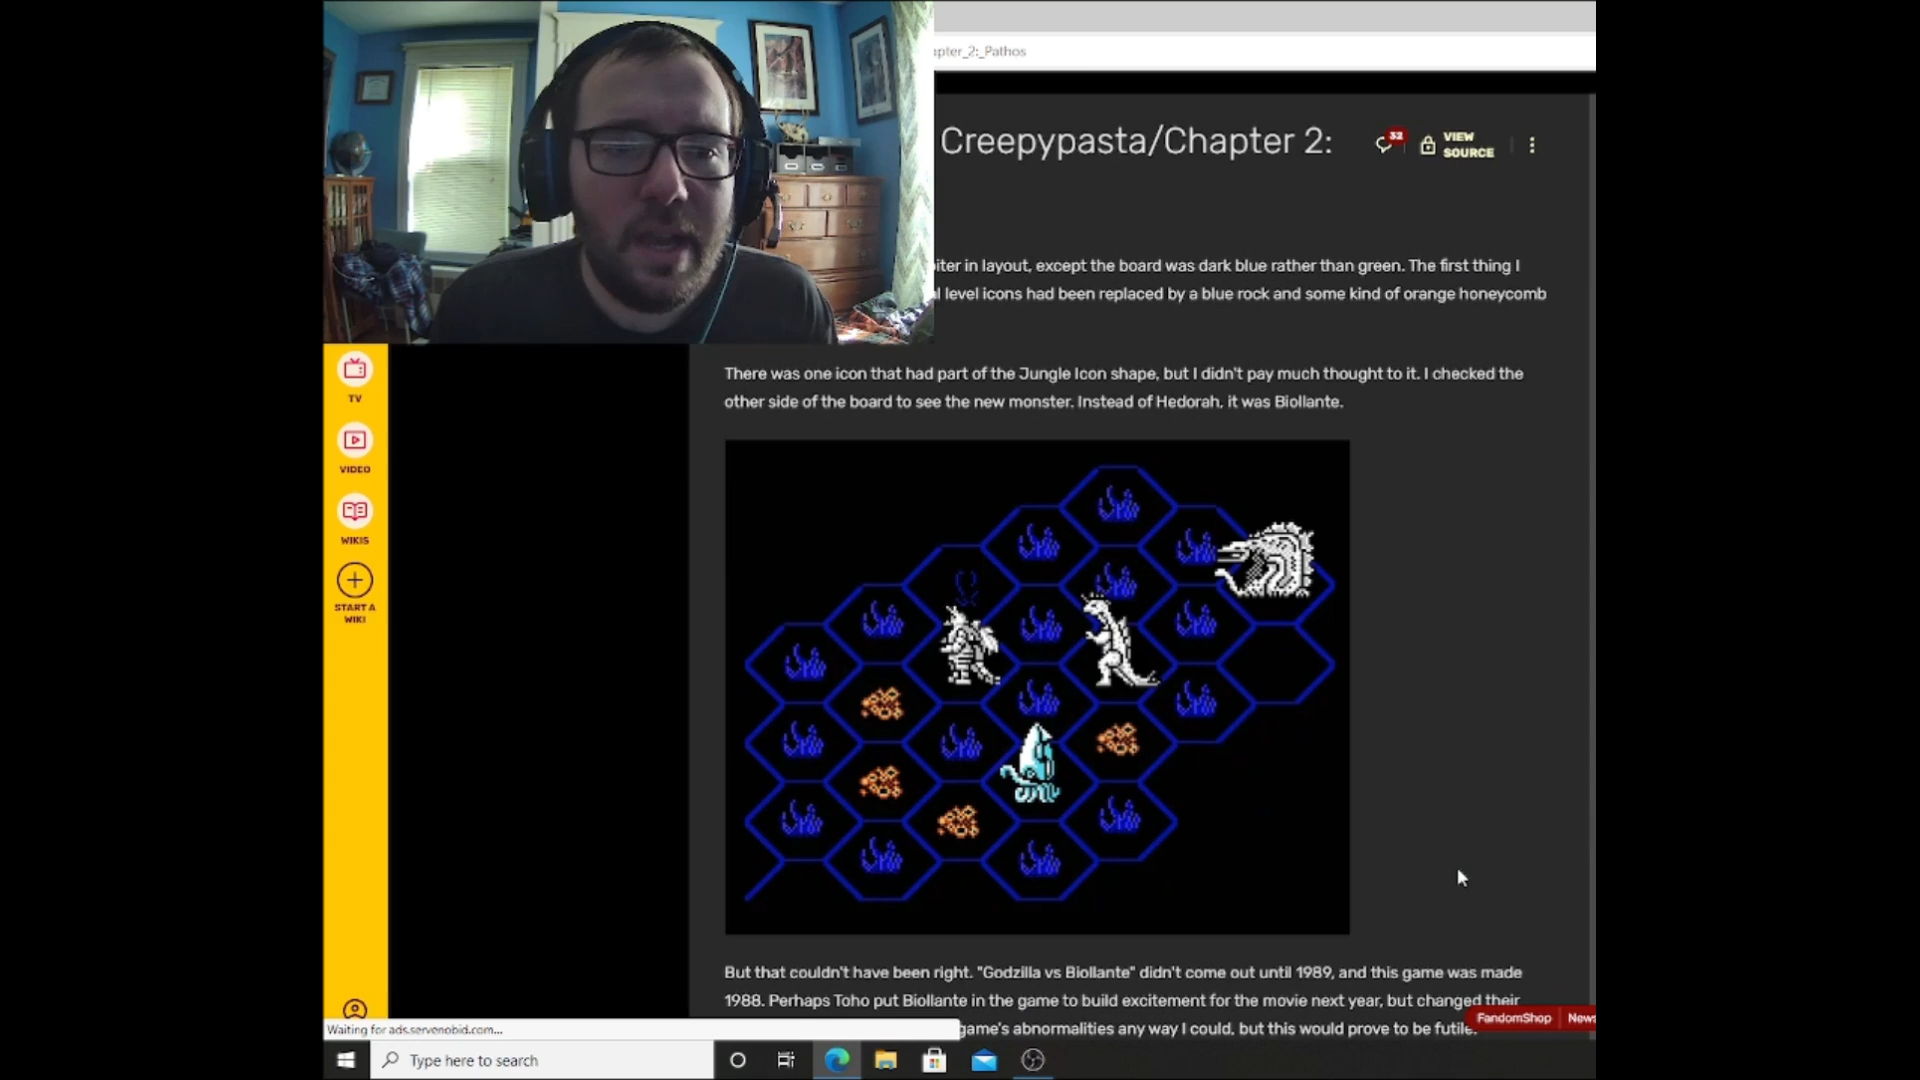 apter_2:_Pathos
Creepypasta/Chapter 2:
32
VIEW
SOURCE
iter in layout, except the board was dark blue rather than green. The first thing I
l level icons had been replaced by a blue rock and some kind of orange honeycomb
There was one icon that had part of the Jungle Icon shape, but I didn't pay much thought to it. I checked the
other side of the board to see the new monster. Instead of Hedorah, it was Biollante.
TV
VIDEO
WIKIS
START A
WIKI
But that couldn't have been right. "Godzilla vs Biollante" didn't come out until 1989, and this game was made
1988. Perhaps Toho put Biollante in the game to build excitement for the movie next year, but changed their
game's abnormalities any way I could, but this would prove to be futile.
FandomShop
News
Waiting for ads.servenobid.com...
Type here to search